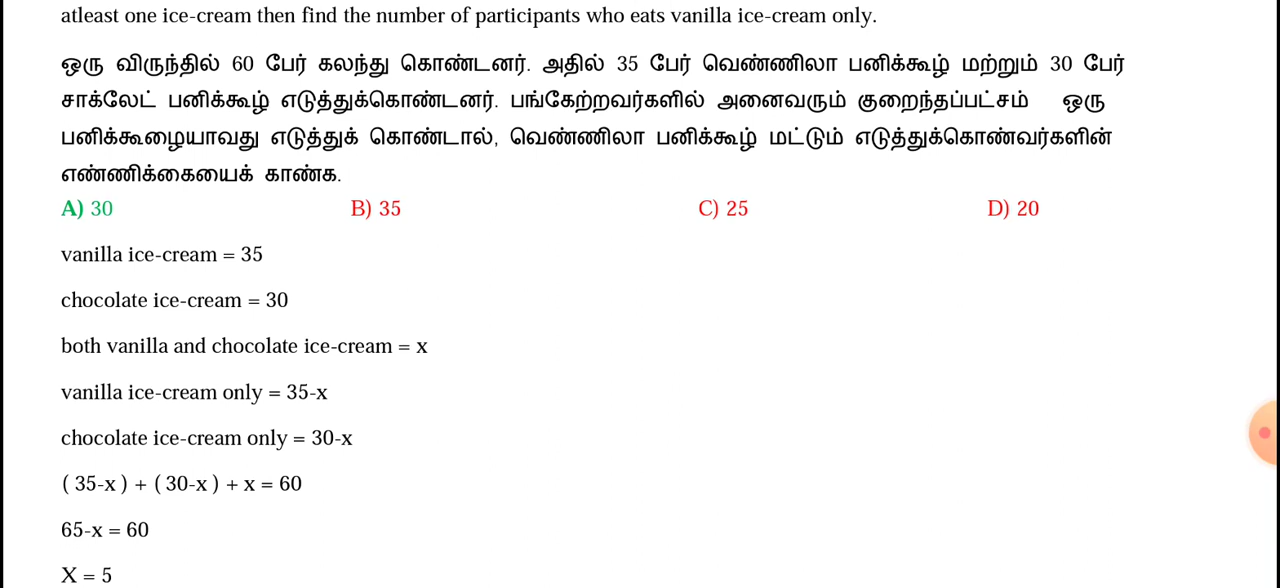 atleast one ice-cream then find the number of participants who eats vanilla ice-cream only.
ஒரு விருந்தில் 60 பேர் கலந்து கொண்டனர். அதில் 35 பேர் வெண்ணிலா பனிக்கூழ் மற்றும் 30 பேர்
சாக்லேட் பனிக்கூழ் எடுத்துக்கொண்டனர். பங்கேற்றவர்களில் அனைவரும் குறைந்தப்பட்சம் ஒரு
பனிக்கூழையாவது எடுத்துக் கொண்டால், வெண்ணிலா பனிக்கூழ் மட்டும் எடுத்துக்கொண்வர்களின்
எண்ணிக்கையைக் காண்க.
A) 30 B) 35 C) 25 D) 20
vanilla ice-cream = 35
chocolate ice-cream = 30
both vanilla and chocolate ice-cream = x
vanilla ice-cream only = 35-x
chocolate ice-cream only = 30-x
( 35-x ) + ( 30-x ) + x = 60
65-x = 60
X = 5